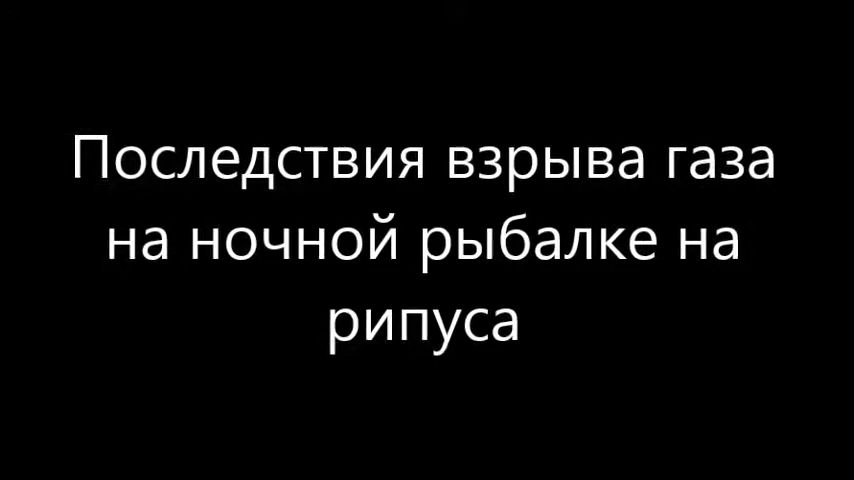 Последствия взрыва газа
на ночной рыбалке на
рипуса